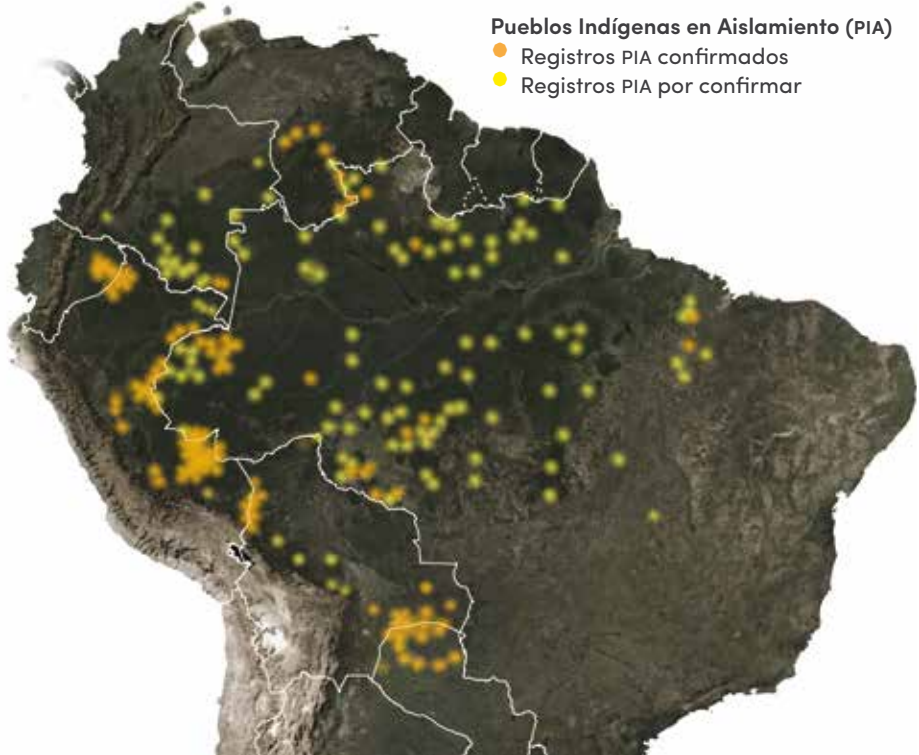 Pueblos Indígenas en Aislamiento (PIA)
Registros PIA confirmados
Registros PIA por confirmar